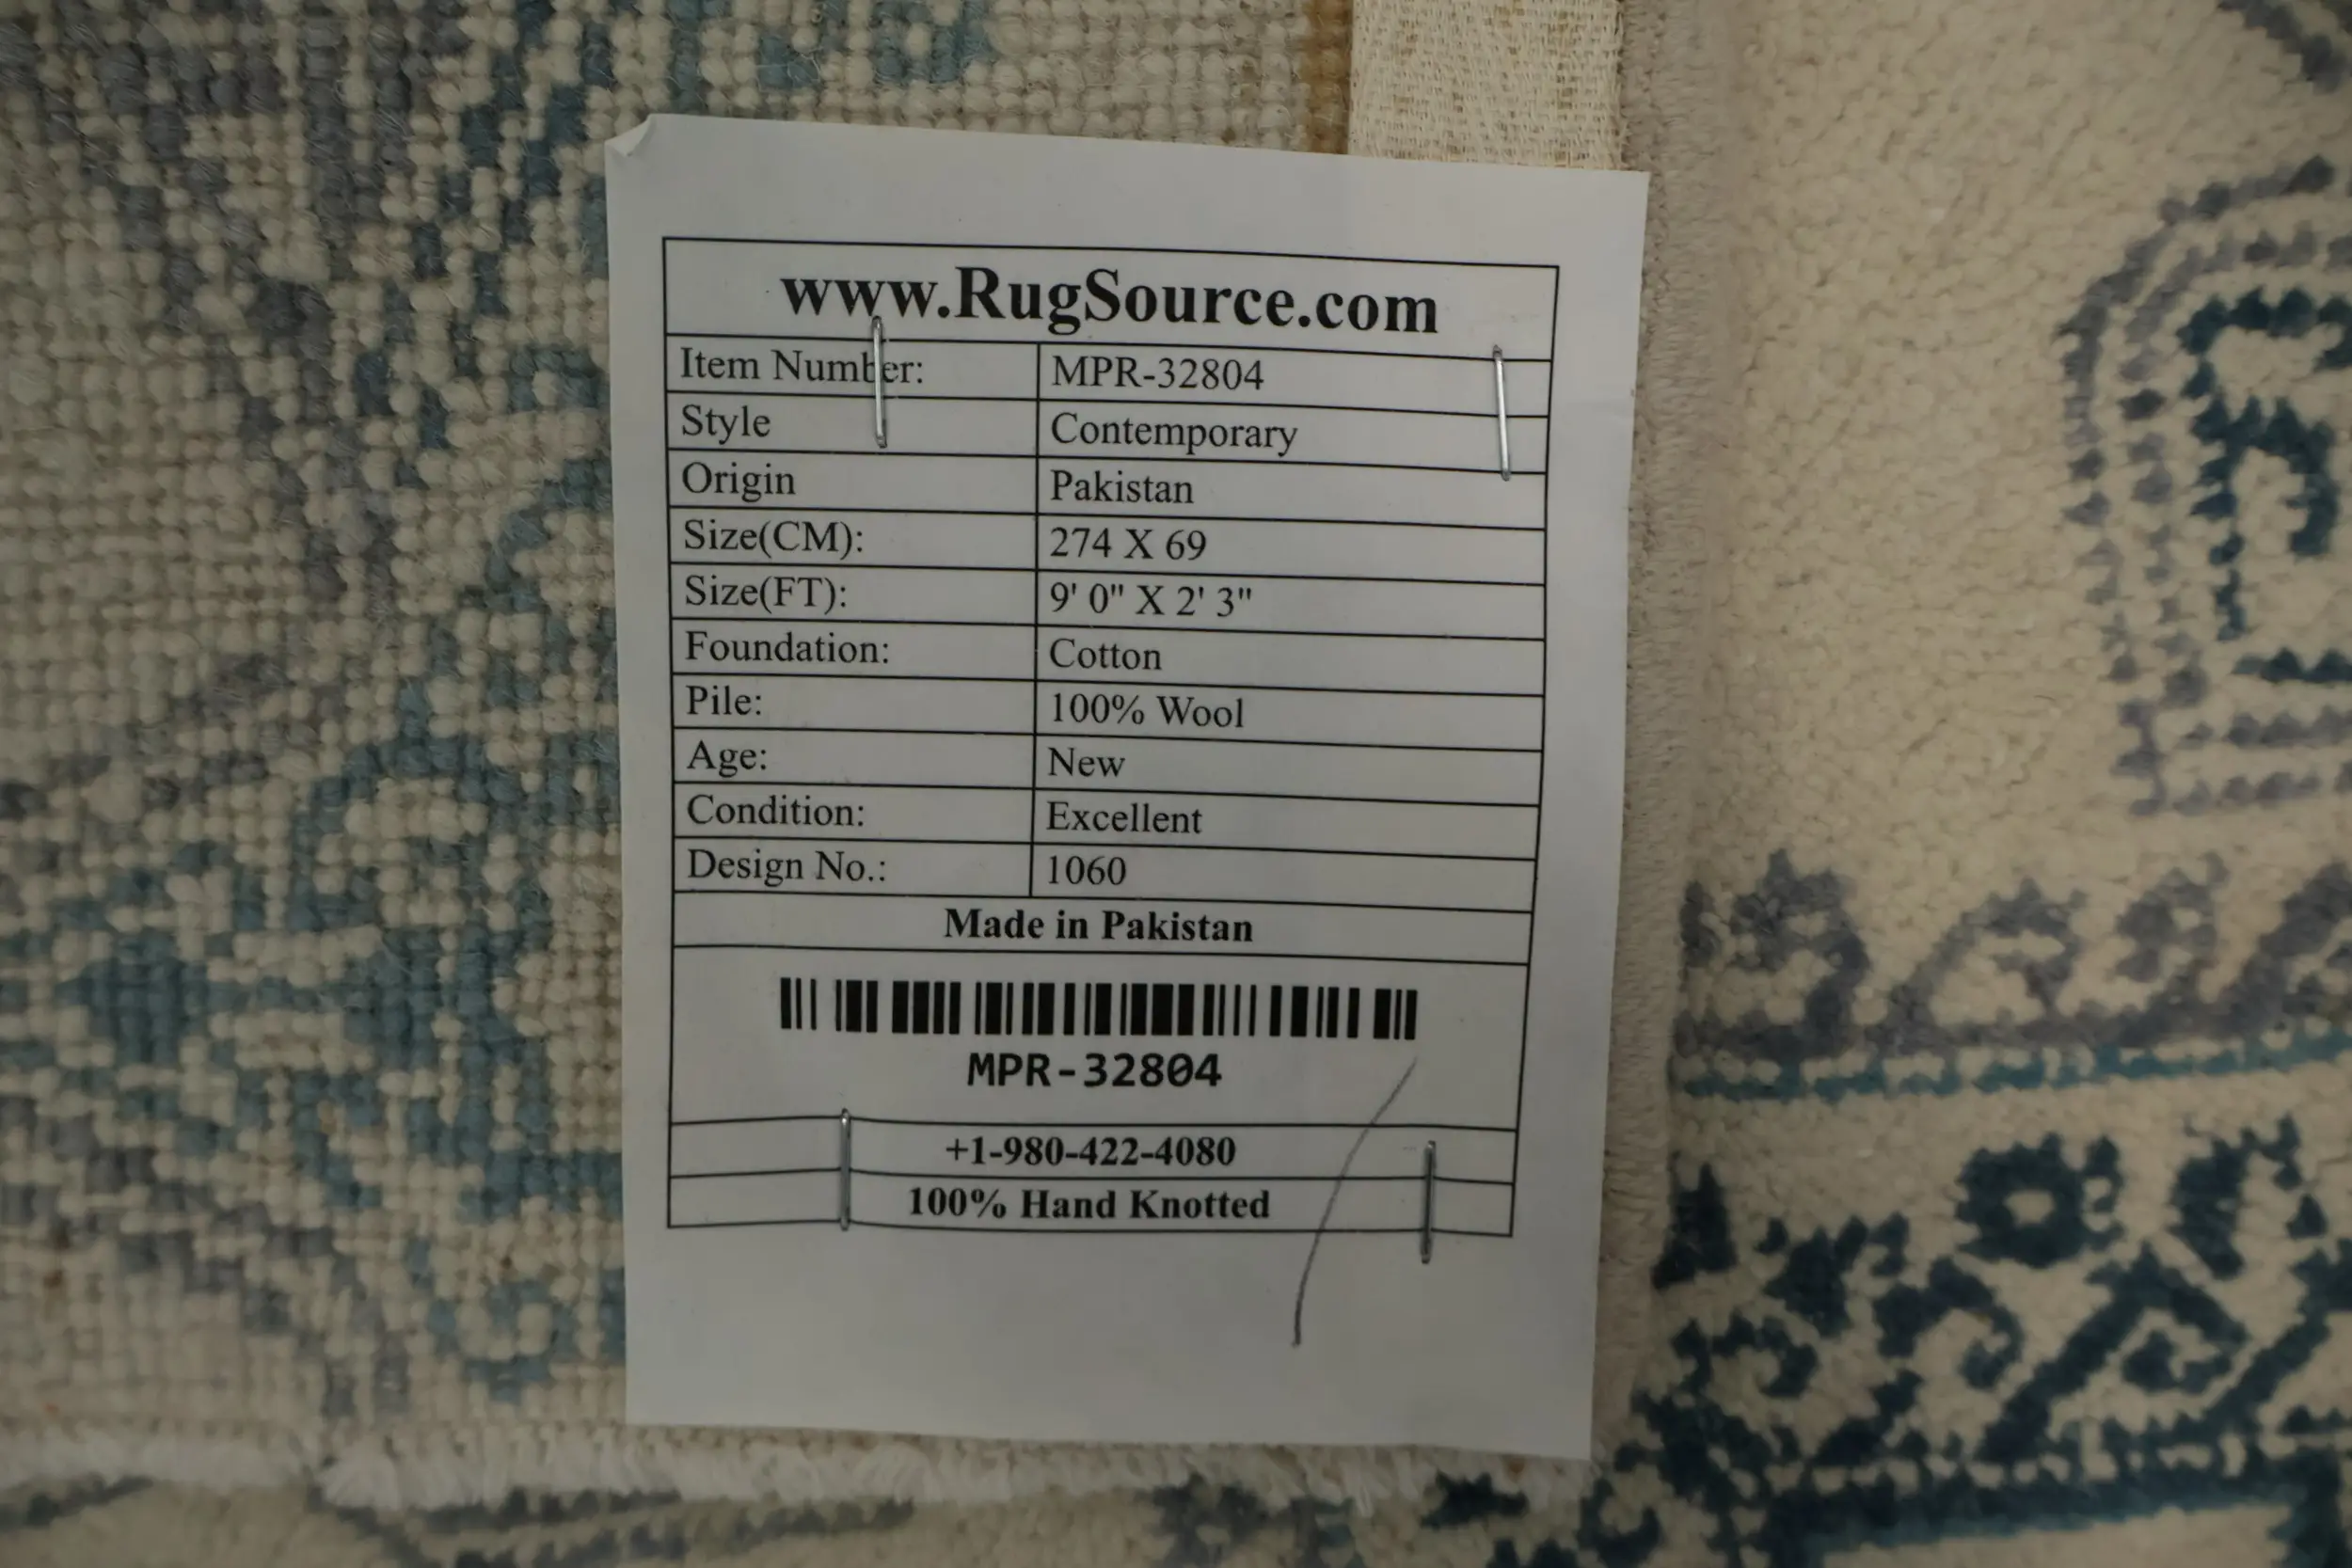 www.RugSource.com
Item Number: MPR-32804
Style Contemporary
Origin Pakistan
Size(CM): 274 X 69
Size(FT): 9' 0" X 2' 3"
Foundation: Cotton
Pile: 100% Wool
Age: New
Condition: Excellent
Design No.: 1060
Made in Pakistan
MPR-32804
+1-980-422-4080
100% Hand Knotted